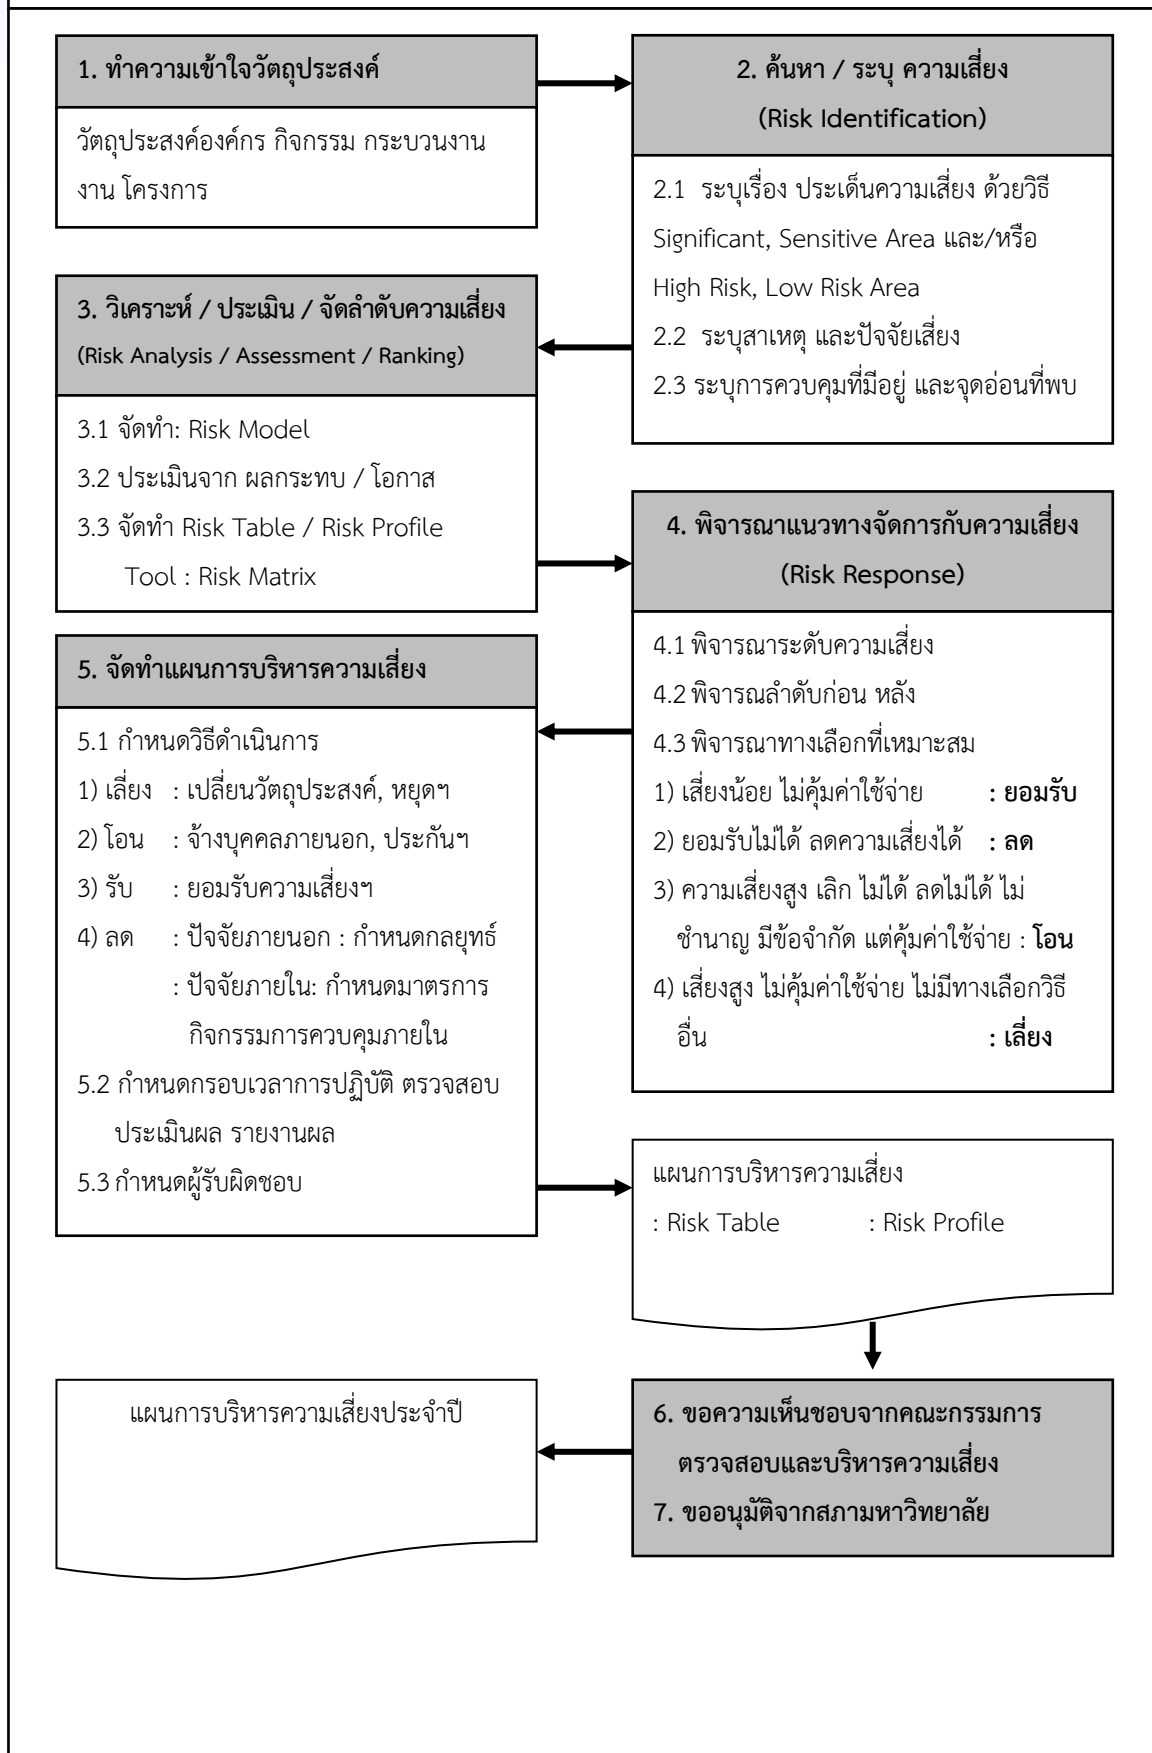 1. ทำความเข้าใจวัตถุประสงค์
วัตถุประสงค์องค์กร กิจกรรม กระบวนงาน
งาน โครงการ
2. ค้นหา / ระบุ ความเสี่ยง
(Risk Identification)
2.1 ระบุเรื่อง ประเด็นความเสี่ยง ด้วยวิธี
Significant, Sensitive Area และ/หรือ
High Risk, Low Risk Area
2.2 ระบุสาเหตุ และปัจจัยเสี่ยง
2.3 ระบุการควบคุมที่มีอยู่ และจุดอ่อนที่พบ
3. วิเคราะห์ / ประเมิน / จัดลำดับความเสี่ยง
(Risk Analysis / Assessment / Ranking)
3.1 จัดทำ: Risk Model
3.2 ประเมินจาก ผลกระทบ / โอกาส
3.3 จัดทำ Risk Table / Risk Profile
Tool : Risk Matrix
4. พิจารณาแนวทางจัดการกับความเสี่ยง
(Risk Response)
4.1 พิจารณาระดับความเสี่ยง
4.2 พิจารณลำดับก่อน หลัง
4.3 พิจารณาทางเลือกที่เหมาะสม
1) เสี่ยงน้อย ไม่คุ้มค่าใช้จ่าย : ยอมรับ
2) ยอมรับไม่ได้ ลดความเสี่ยงได้ : ลด
3) ความเสี่ยงสูง เลิก ไม่ได้ ลดไม่ได้ ไม่
ชำนาญ มีข้อจำกัด แต่คุ้มค่าใช้จ่าย : โอน
4) เสี่ยงสูง ไม่คุ้มค่าใช้จ่าย ไม่มีทางเลือกวิธี
อื่น : เลี่ยง
5. จัดทำแผนการบริหารความเสี่ยง
5.1 กำหนดวิธีดำเนินการ
1) เลี่ยง : เปลี่ยนวัตถุประสงค์, หยุดฯ
2) โอน : จ้างบุคคลภายนอก, ประกันฯ
3) รับ : ยอมรับความเสี่ยงฯ
4) ลด : ปัจจัยภายนอก : กำหนดกลยุทธ์
: ปัจจัยภายใน: กำหนดมาตรการ
กิจกรรมการควบคุมภายใน
5.2 กำหนดกรอบเวลาการปฏิบัติ ตรวจสอบ
ประเมินผล รายงานผล
5.3 กำหนดผู้รับผิดชอบ
แผนการบริหารความเสี่ยง
: Risk Table : Risk Profile
6. ขอความเห็นชอบจากคณะกรรมการ
ตรวจสอบและบริหารความเสี่ยง
7. ขออนุมัติจากสภามหาวิทยาลัย
แผนการบริหารความเสี่ยงประจำปี